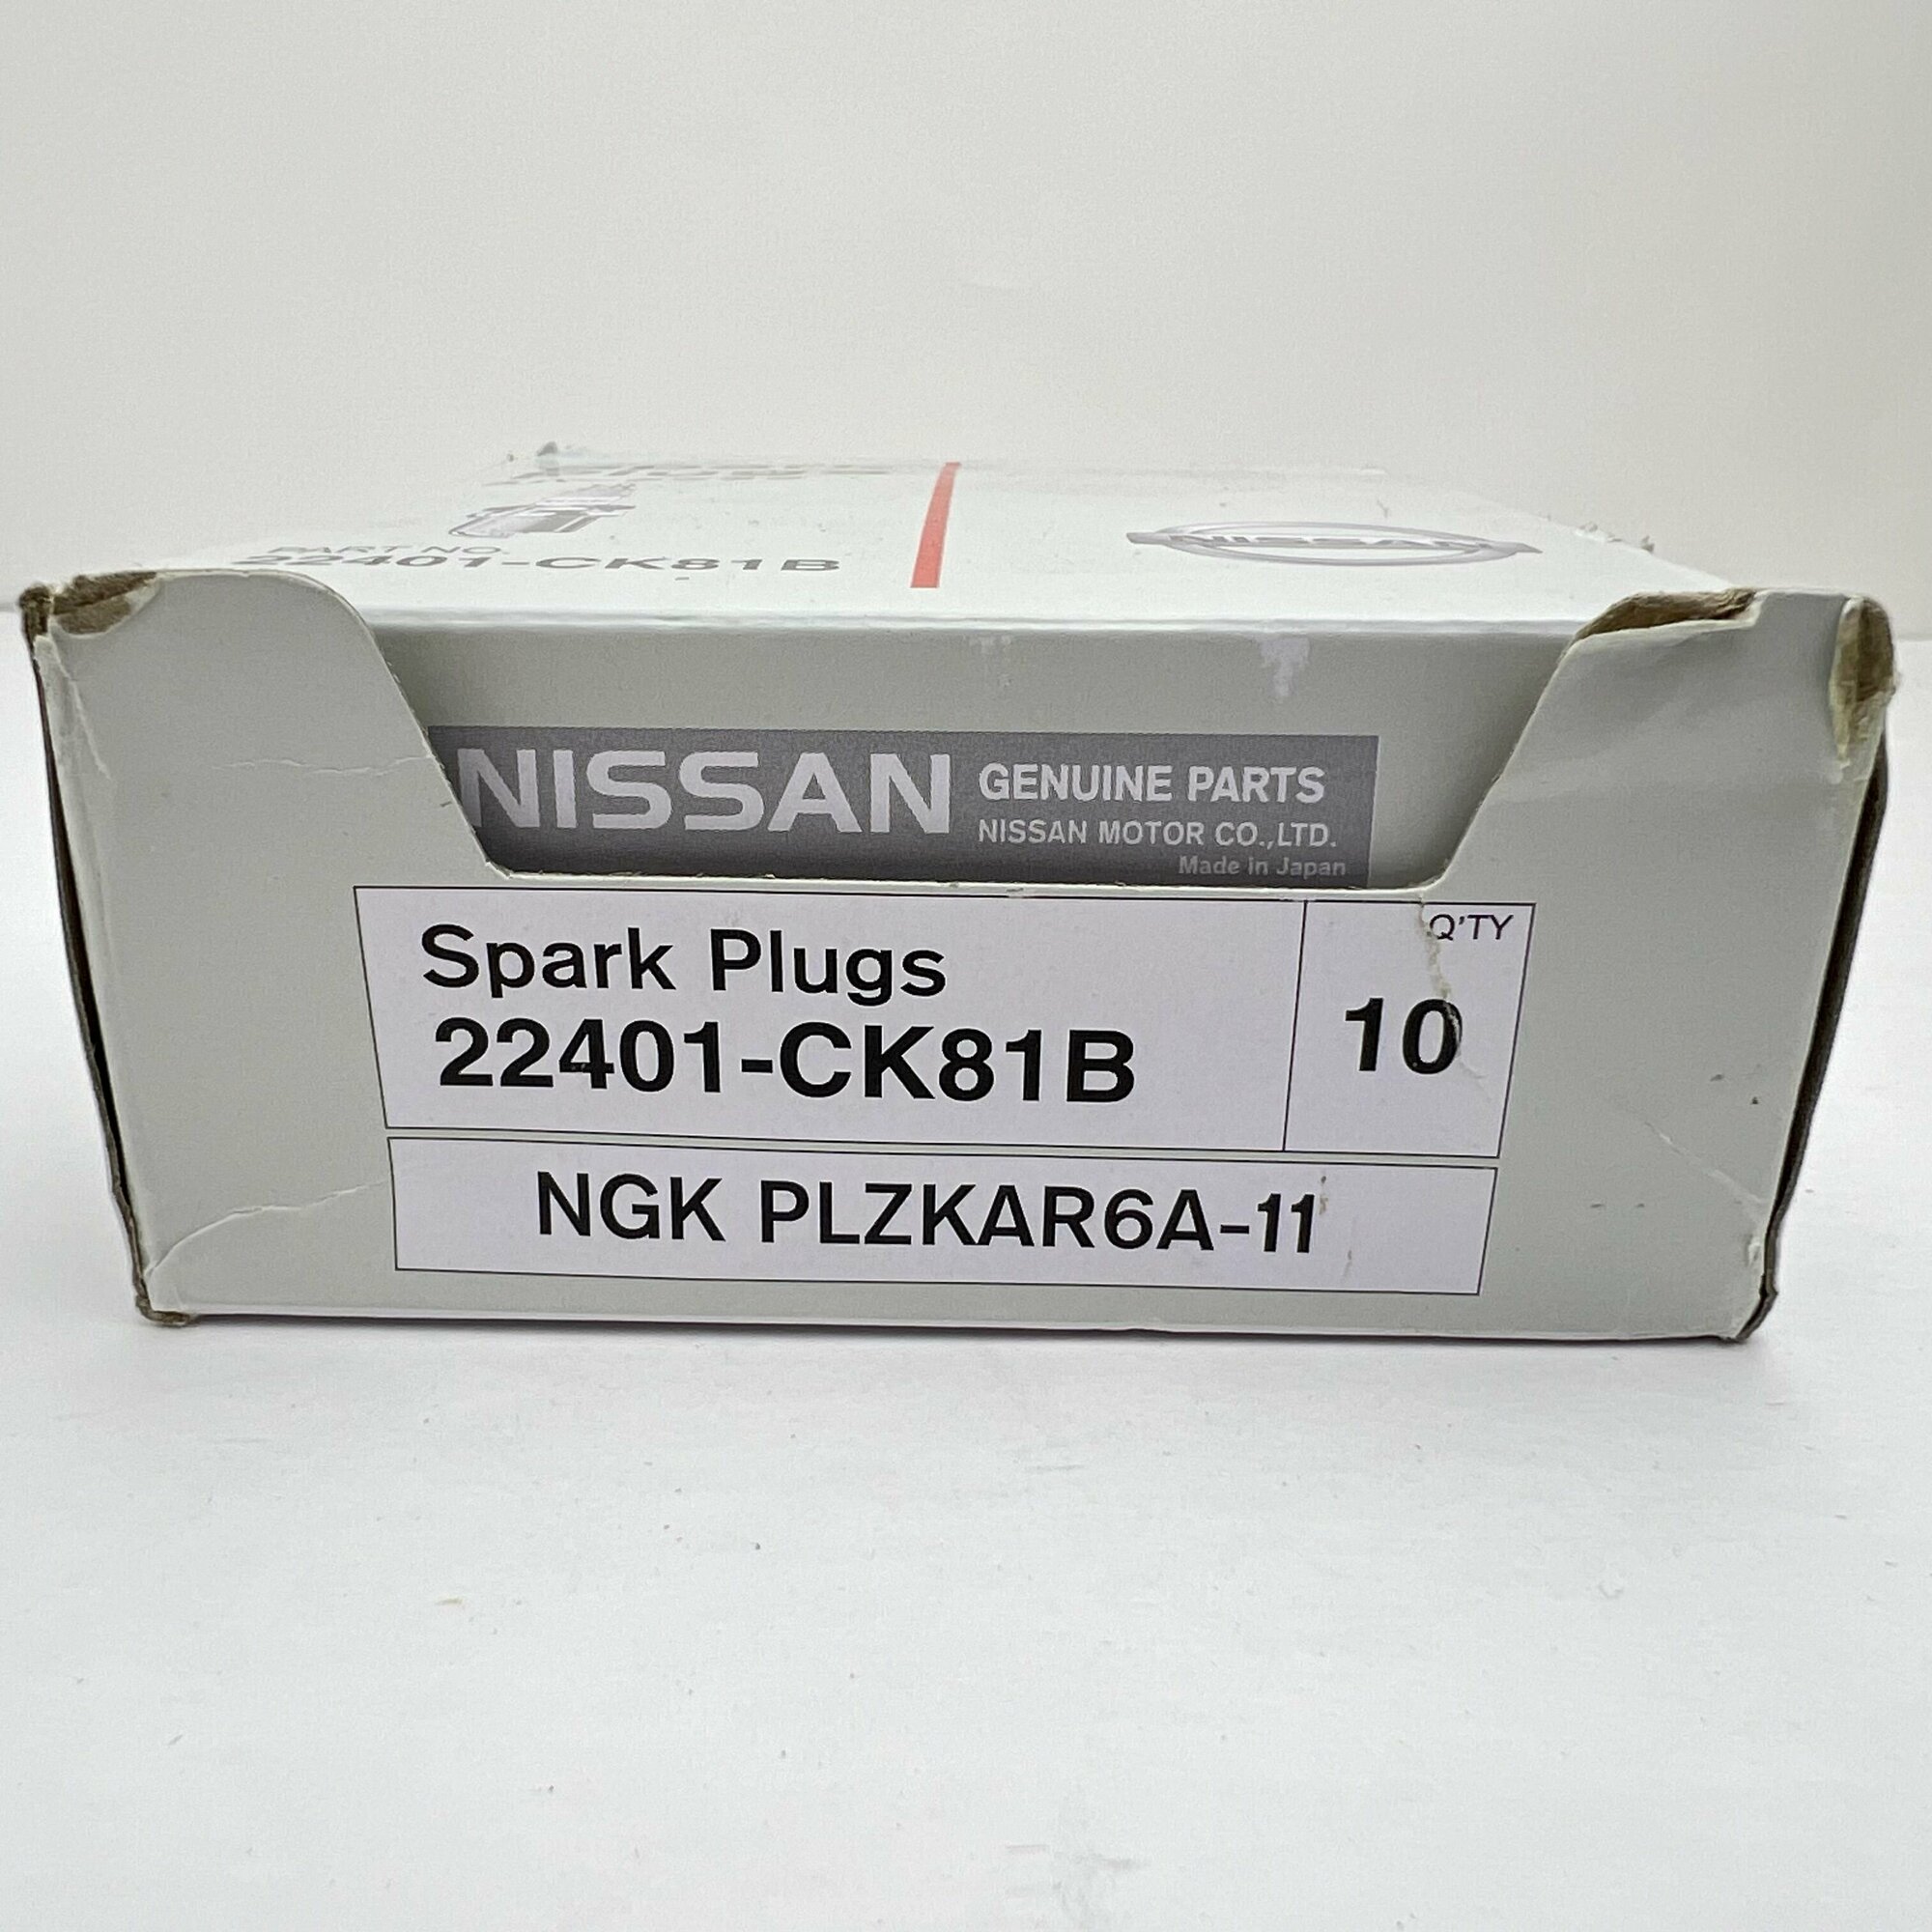 PART NO.
22401-CK81B
NISSAN
NISSAN
GENUINE PARTS
NISSAN MOTOR CO.,LTD.
Made in Japan
Spark Plugs
22401-CK81B
Q'TY
10
NGK PLZKAR6A-11